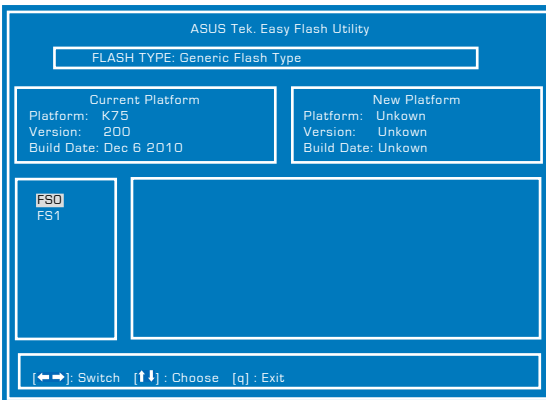 ASUS Tek. Easy Flash Utility
FLASH TYPE: Generic Flash Type
Current Platform
Platform: K75
Version: 200
Build Date: Dec 6 2010
New Platform
Platform: Unkown
Version: Unkown
Build Date: Unkown
FS0
FS1
[←→]: Switch [↑↓] : Choose [q] : Exit